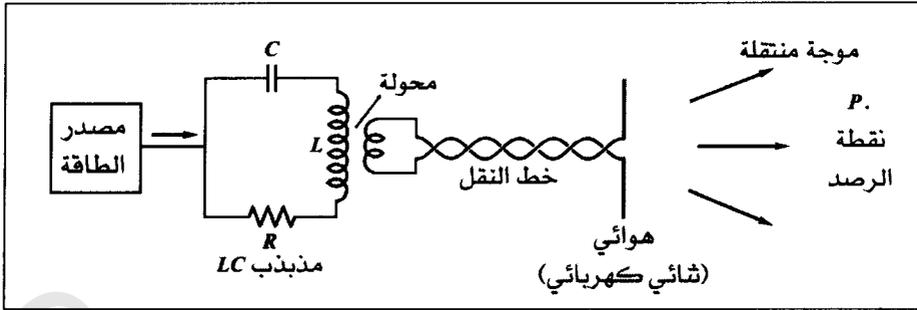 C
موجة منتقلة
محولة
P.
مصدر
الطاقة
L
نقطة
الرصد
خط النقل
R
مذبذب LC
هوائي
(ثنائي كهربائي)